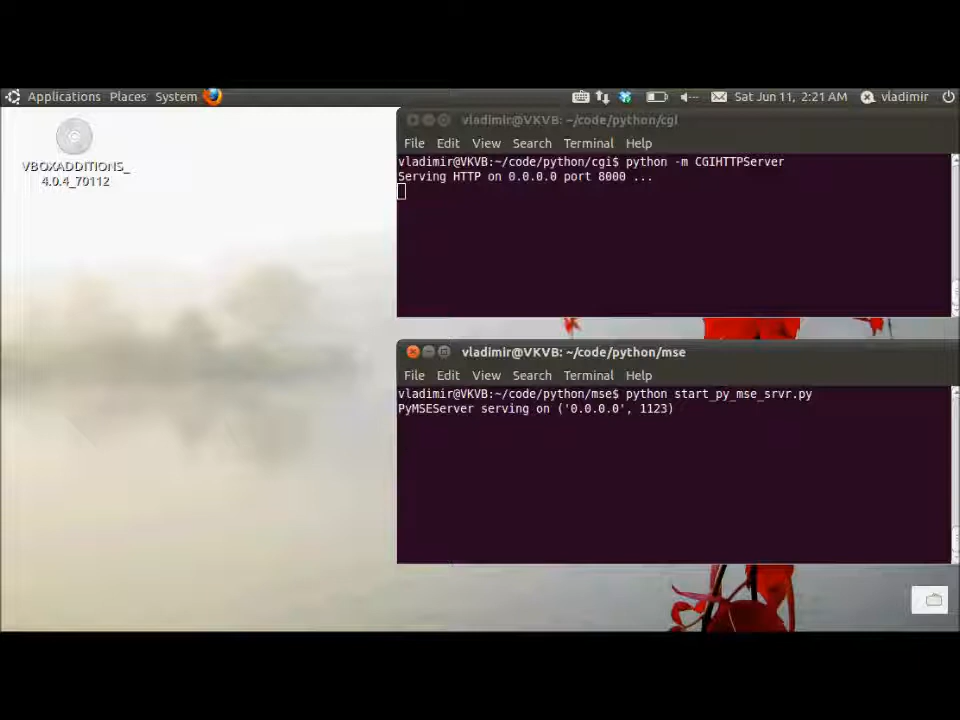 Applications Places System Sat Jun 11, 2:21 AM vladimir
VBOXADDITIONS_
4.0.4_70112
vladimir@VKVB: ~/code/python/cgi
File Edit View Search Terminal Help
vladimir@VKVB:~/code/python/cgi$ python -m CGIHTTPServer
Serving HTTP on 0.0.0.0 port 8000 ...
vladimir@VKVB: ~/code/python/mse
File Edit View Search Terminal Help
vladimir@VKVB:~/code/python/mse$ python start_py_mse_srvr.py
PyMSEServer serving on ('0.0.0.0', 1123)